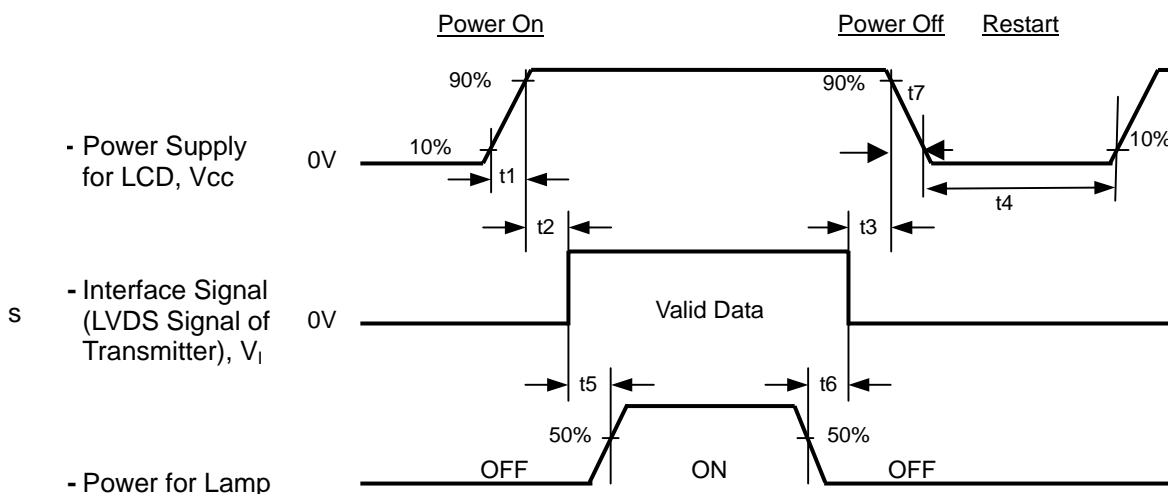 Power On
Power Off Restart
90%
90%
t7
- Power Supply
for LCD, Vcc
0V
10%
10%
t1
t4
t2
t3
s
- Interface Signal
(LVDS Signal of
Transmitter), VI
0V
Valid Data
t5
t6
50%
50%
- Power for Lamp
OFF
ON
OFF